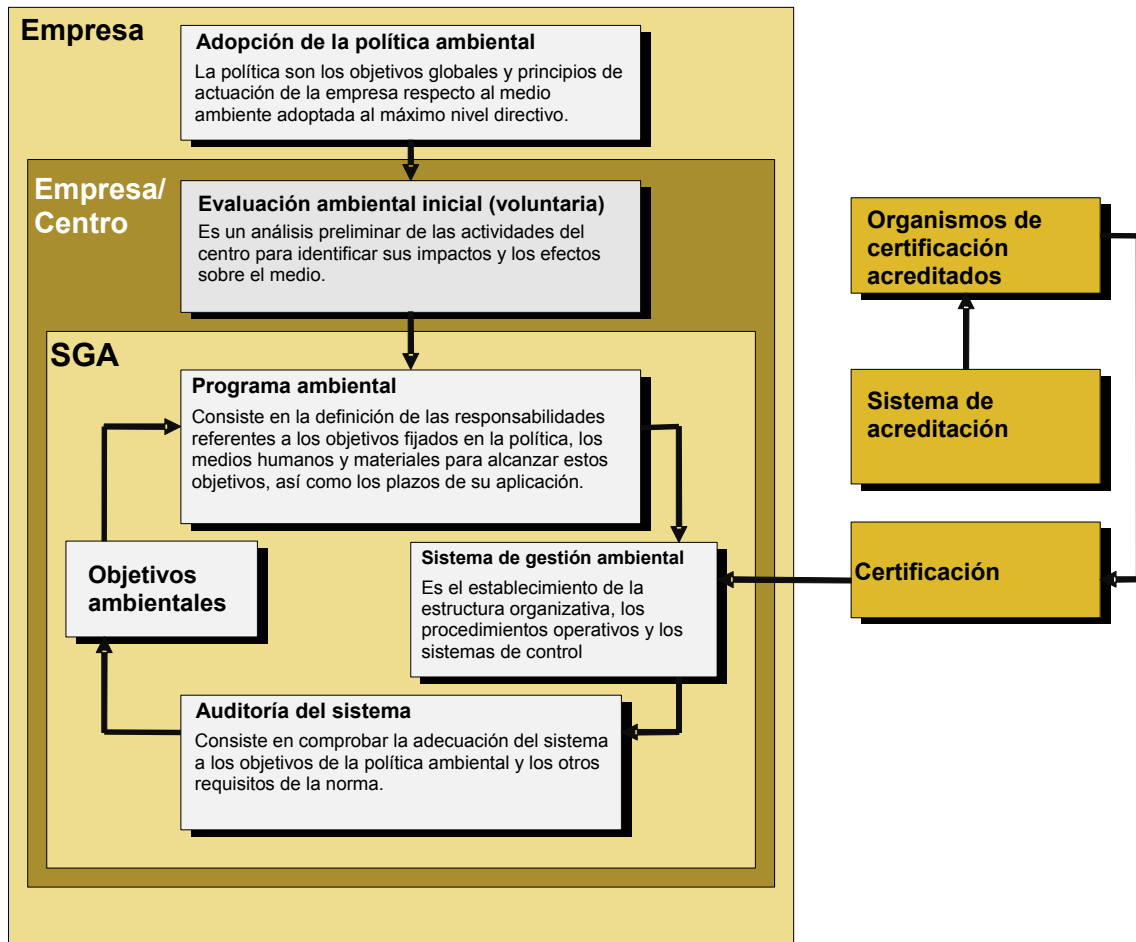 Empresa
Adopción de la política ambiental
La política son los objetivos globales y principios de
actuación de la empresa respecto al medio
ambiente adoptada al máximo nivel directivo.
Empresa/
Centro
Evaluación ambiental inicial (voluntaria)
Es un análisis preliminar de las actividades del
centro para identificar sus impactos y los efectos
sobre el medio.
SGA
Programa ambiental
Consiste en la definición de las responsabilidades
referentes a los objetivos fijados en la política, los
medios humanos y materiales para alcanzar estos
objetivos, así como los plazos de su aplicación.
Objetivos
ambientales
Sistema de gestión ambiental
Es el establecimiento de la
estructura organizativa, los
procedimientos operativos y los
sistemas de control
Auditoría del sistema
Consiste en comprobar la adecuación del sistema
a los objetivos de la política ambiental y los otros
requisitos de la norma.
Organismos de
certificación
acreditados
Sistema de
acreditación
Certificación